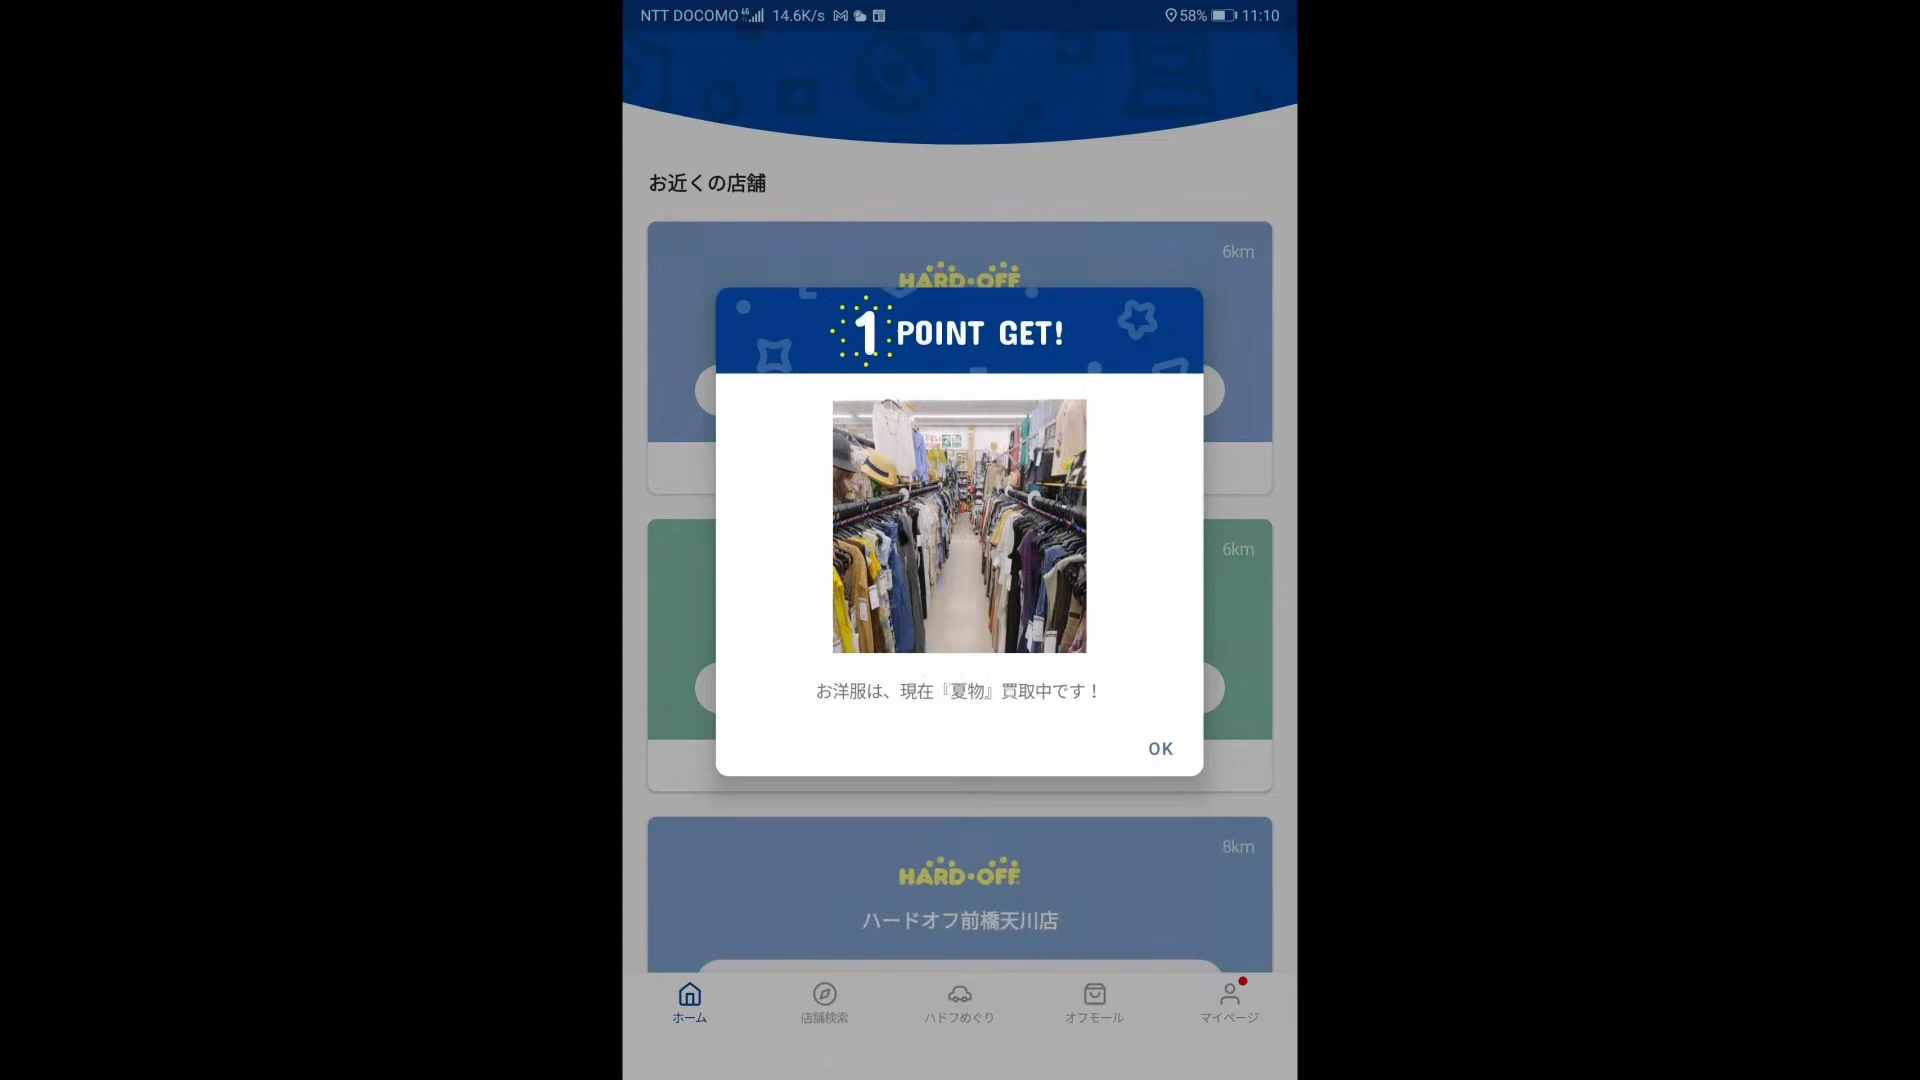 NTT DOCOMO 46 14.6K/s 58% 11:10
お近くの店舗
6km
HARD・OFF
1 POINT GET!
お洋服は、現在『夏物』買取中です！
OK
6km
8km
HARD・OFF
ハードオフ前橋天川店
ホーム
店舗検索
ハドフめぐり
オフモール
マイページ